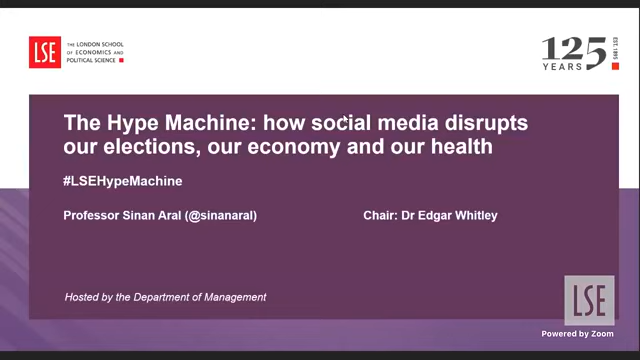 LSE
THE LONDON SCHOOL
OF ECONOMICS AND
POLITICAL SCIENCE
125
YEARS
EST. 1895
The Hype Machine: how social media disrupts
our elections, our economy and our health
#LSEHypeMachine
Professor Sinan Aral (@sinanaral)
Chair: Dr Edgar Whitley
Hosted by the Department of Management
LSE
Powered by Zoom